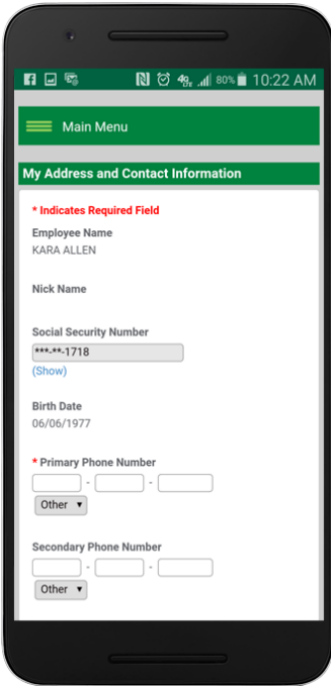 80% 10:22 AM
Main Menu
My Address and Contact Information
* Indicates Required Field
Employee Name
KARA ALLEN
Nick Name
Social Security Number
***-**-1718
(Show)
Birth Date
06/06/1977
* Primary Phone Number
- -
Other
Secondary Phone Number
- -
Other